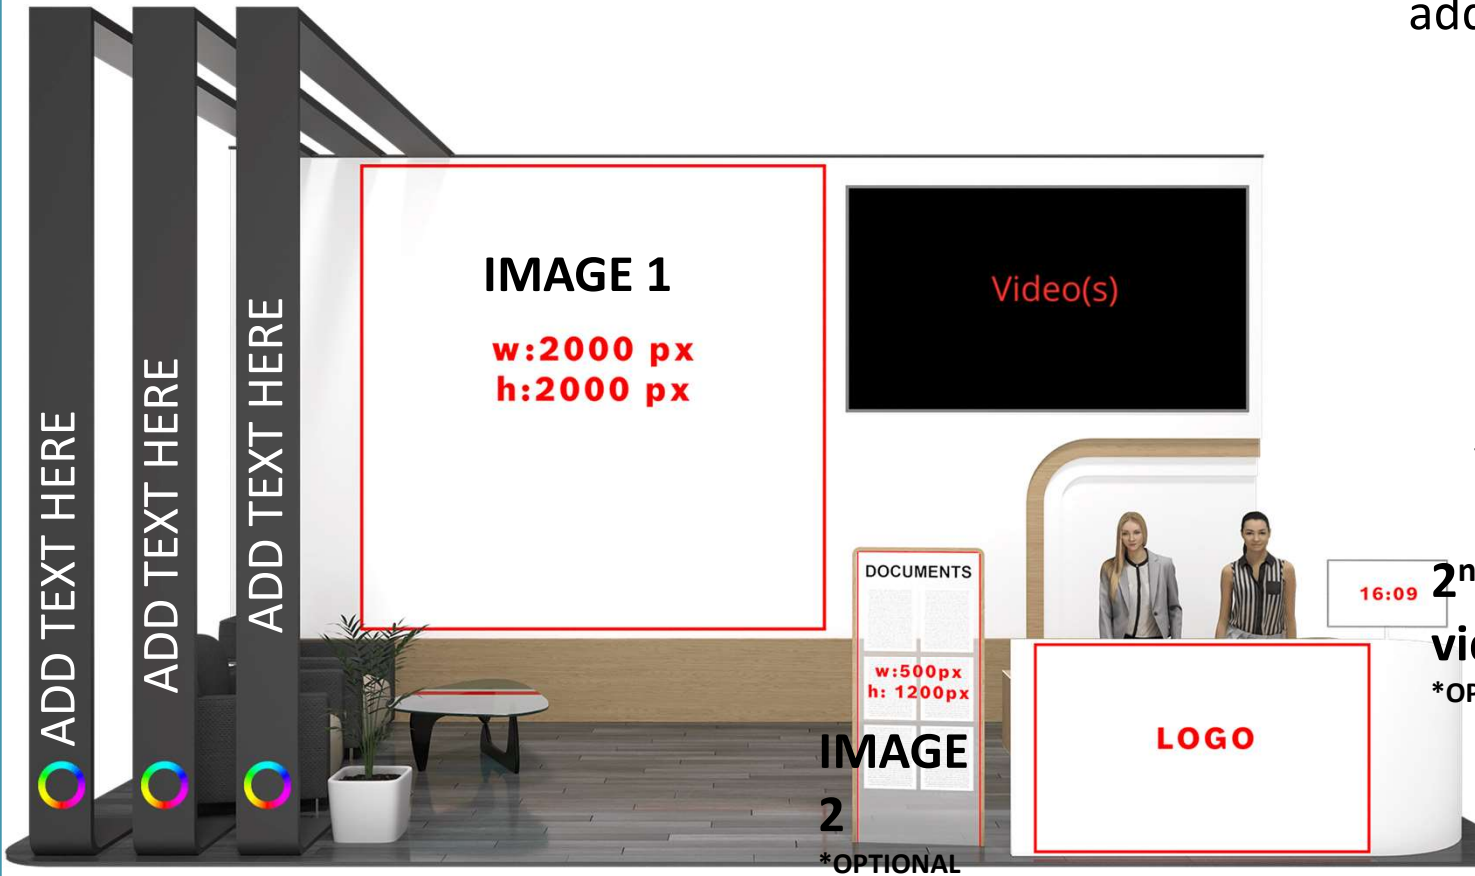 ADD TEXT HERE
ADD TEXT HERE
ADD TEXT HERE
IMAGE 1
w:2000 px
h:2000 px
Video(s)
DOCUMENTS
w:500px
h: 1200px
IMAGE
2
*OPTIONAL
LOGO
16:09